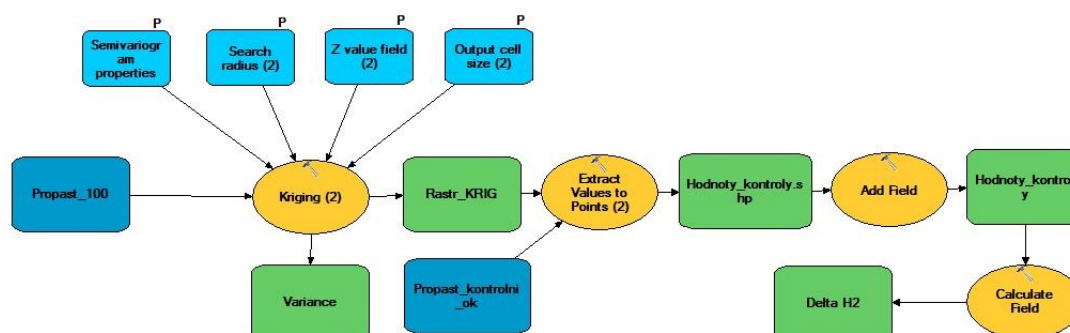 P
P
P
P
Semivariogr
am
properties
Search
radius (2)
Z value field
(2)
Output cell
size (2)
Propast_100
Kriging (2)
Rastr_KRIG
Extract
Values to
Points (2)
Hodnoty_kontroly.s
hp
Add Field
Hodnoty_kontrol
y
Variance
Propast_kontrolni
_ok
Delta H2
Calculate
Field